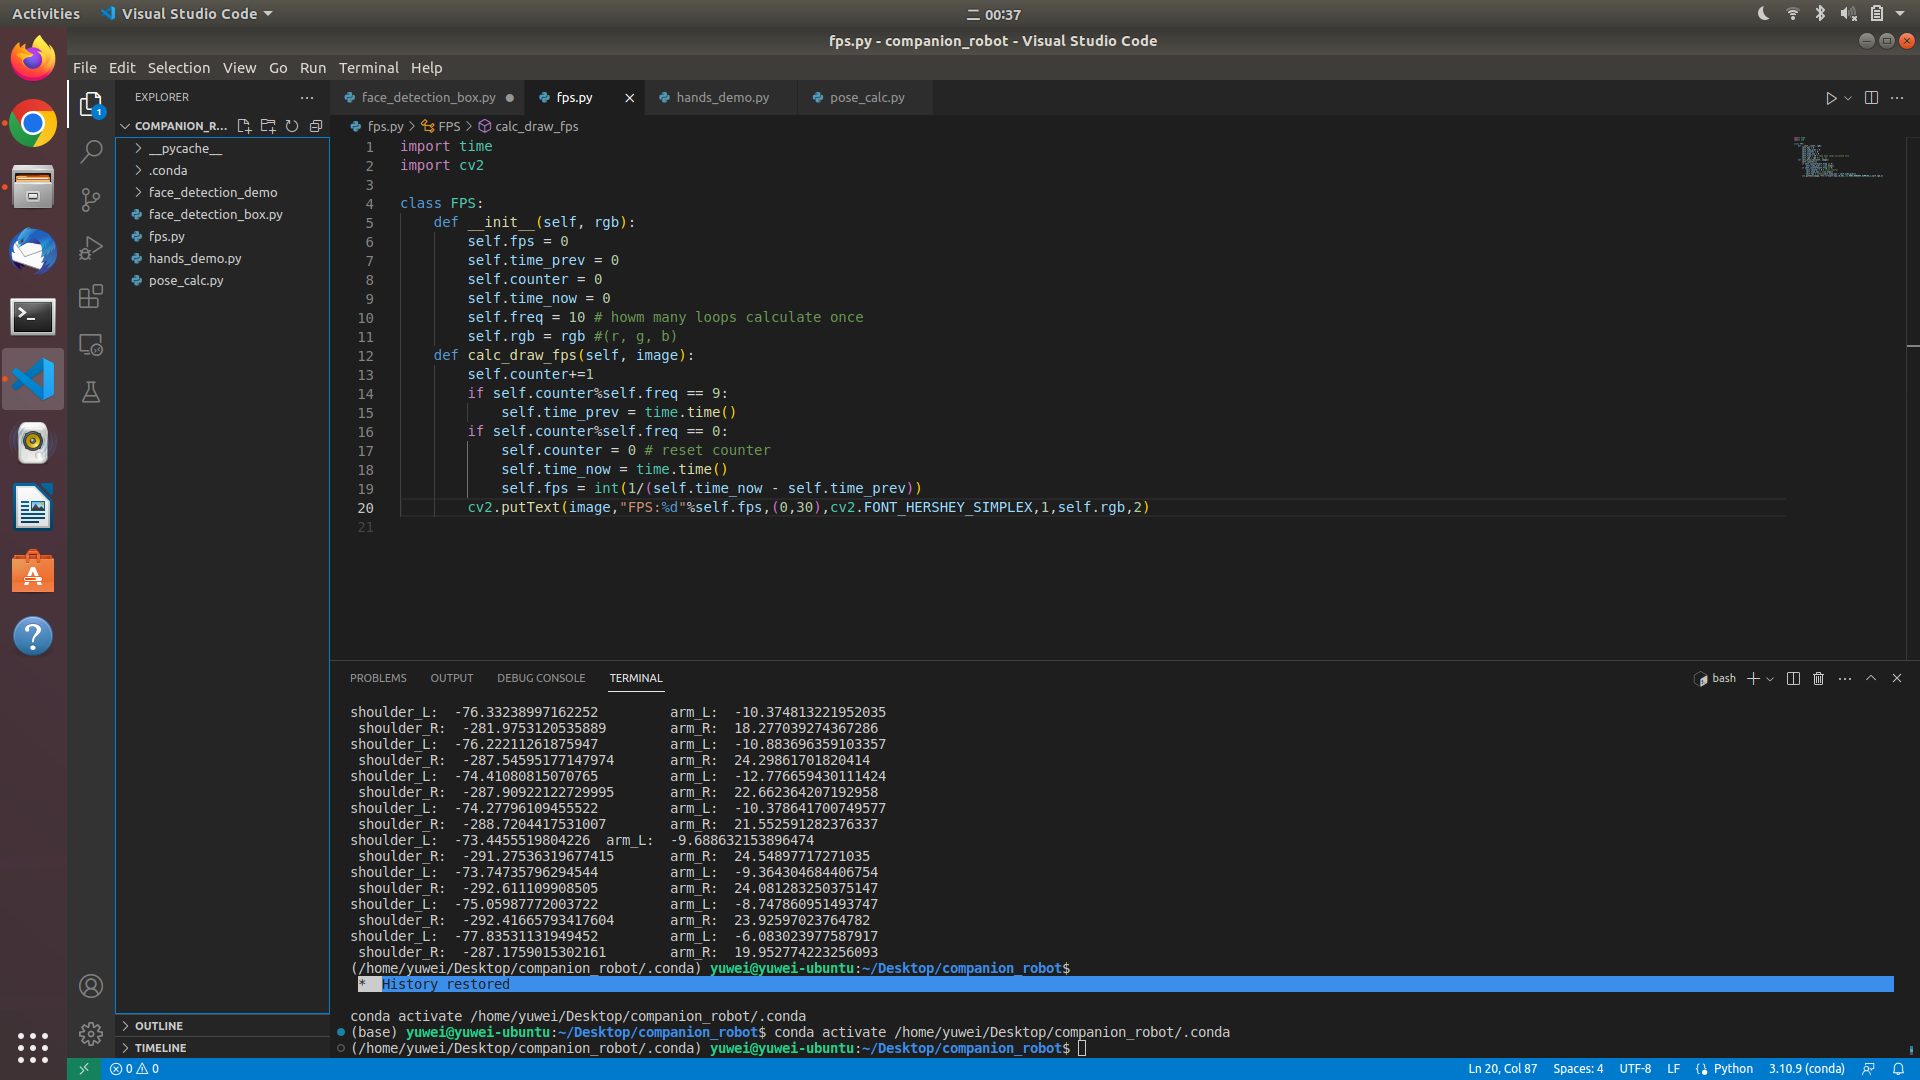 Activities
Visual Studio Code
二 00:37
fps.py - companion_robot - Visual Studio Code
File Edit Selection View Go Run Terminal Help
EXPLORER
1
COMPANION_R...
__pycache__
.conda
face_detection_demo
face_detection_box.py
fps.py
hands_demo.py
pose_calc.py
OUTLINE
TIMELINE
face_detection_box.py fps.py hands_demo.py pose_calc.py
fps.py > FPS > calc_draw_fps
1 import time
2 import cv2
3
4 class FPS:
5 def __init__(self, rgb):
6 self.fps = 0
7 self.time_prev = 0
8 self.counter = 0
9 self.time_now = 0
10 self.freq = 10 # howm many loops calculate once
11 self.rgb = rgb #(r, g, b)
12 def calc_draw_fps(self, image):
13 self.counter+=1
14 if self.counter%self.freq == 9:
15 self.time_prev = time.time()
16 if self.counter%self.freq == 0:
17 self.counter = 0 # reset counter
18 self.time_now = time.time()
19 self.fps = int(1/(self.time_now - self.time_prev))
20 cv2.putText(image,"FPS:%d"%self.fps,(0,30),cv2.FONT_HERSHEY_SIMPLEX,1,self.rgb,2)
21
PROBLEMS OUTPUT DEBUG CONSOLE TERMINAL
bash
shoulder_L: -76.33238997162252 arm_L: -10.374813221952035
shoulder_R: -281.9753120535889 arm_R: 18.277039274367286
shoulder_L: -76.22211261875947 arm_L: -10.883696359103357
shoulder_R: -287.54595177147974 arm_R: 24.29861701820414
shoulder_L: -74.41080815070765 arm_L: -12.776659430111424
shoulder_R: -287.90922122729995 arm_R: 22.662364207192958
shoulder_L: -74.27796109455522 arm_L: -10.378641700749577
shoulder_R: -288.7204417531007 arm_R: 21.552591282376337
shoulder_L: -73.4455519804226 arm_L: -9.688632153896474
shoulder_R: -291.27536319677415 arm_R: 24.54897717271035
shoulder_L: -73.74735796294544 arm_L: -9.364304684406754
shoulder_R: -292.611109908505 arm_R: 24.081283250375147
shoulder_L: -75.05987772003722 arm_L: -8.747860951493747
shoulder_R: -292.41665793417604 arm_R: 23.92597023764782
shoulder_L: -77.83531131949452 arm_L: -6.083023977587917
shoulder_R: -287.1759015302161 arm_R: 19.952774223256093
(/home/yuwei/Desktop/companion_robot/.conda) yuwei@yuwei-ubuntu:~/Desktop/companion_robot$
* History restored
conda activate /home/yuwei/Desktop/companion_robot/.conda
(base) yuwei@yuwei-ubuntu:~/Desktop/companion_robot$ conda activate /home/yuwei/Desktop/companion_robot/.conda
(/home/yuwei/Desktop/companion_robot/.conda) yuwei@yuwei-ubuntu:~/Desktop/companion_robot$
0 0
Ln 20, Col 87 Spaces: 4 UTF-8 LF Python 3.10.9 (conda)